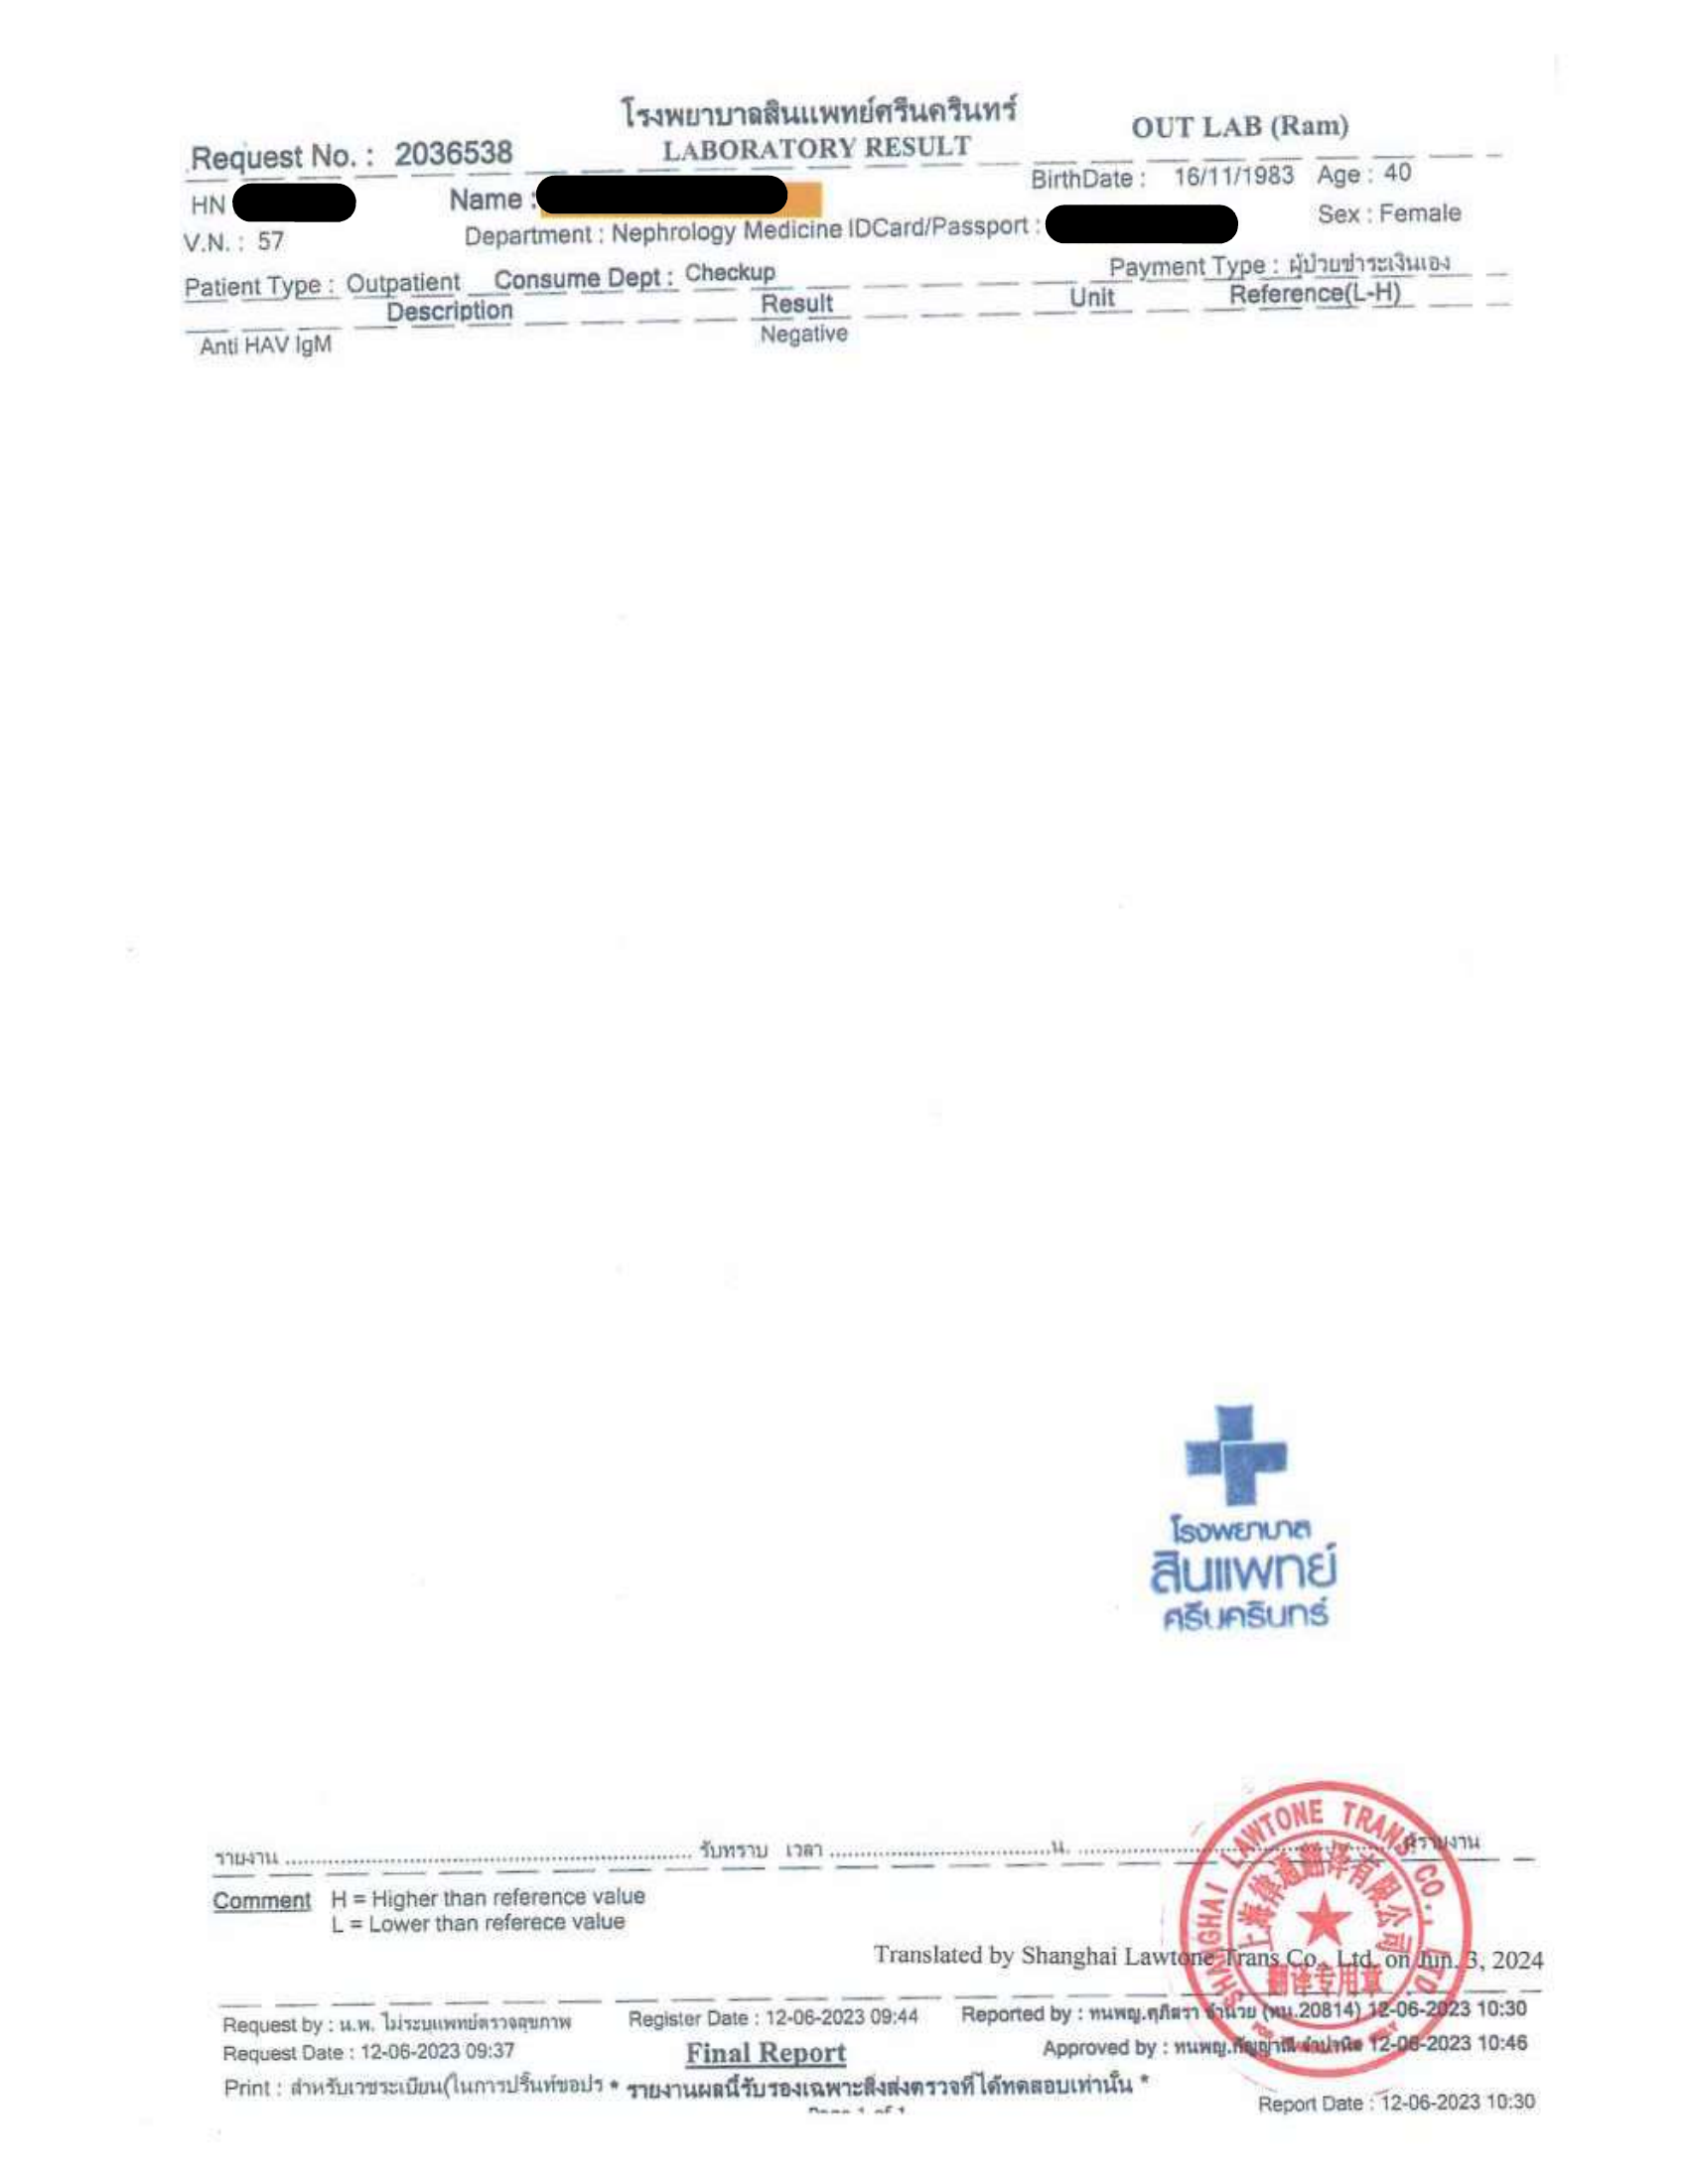 โรงพยาบาลสินแพทย์ศรีนครินทร์
Request No. : 2036538
LABORATORY RESULT
OUT LAB (Ram)
HN
Name :
BirthDate : 16/11/1983 Age : 40
V.N. : 57
Department : Nephrology Medicine IDCard/Passport :
Sex : Female
Patient Type : Outpatient Consume Dept : Checkup
Payment Type : ผู้ป่วยชำระเงินเอง
Description Result Unit Reference(L-H)
Anti HAV IgM Negative
โรงพยาบาล
สินแพทย์
ศรีนครินทร์
รายงาน ........ รับทราบ เวลา ........ น. ........ ผู้รายงาน
Comment H = Higher than reference value
L = Lower than referece value
SHANGHAI LAWTONE TRANS CO., LTD.
上海律通翻译有限公司
翻译专用章
Translated by Shanghai Lawtone Trans Co., Ltd. on Jun. 3, 2024
Request by : น.พ. ไม่ระบุแพทย์ตรวจสุขภาพ Register Date : 12-06-2023 09:44 Reported by : ทนพญ. (ทน.20814) 12-06-2023 10:30
Request Date : 12-06-2023 09:37 Final Report Approved by : ทนพญ. 12-06-2023 10:46
Print : สำหรับเวชระเบียน(ในการปริ้นท์ขอปร * รายงานผลนี้รับรองเฉพาะสิ่งส่งตรวจที่ได้ทดสอบเท่านั้น *
Page 1 of 1
Report Date : 12-06-2023 10:30